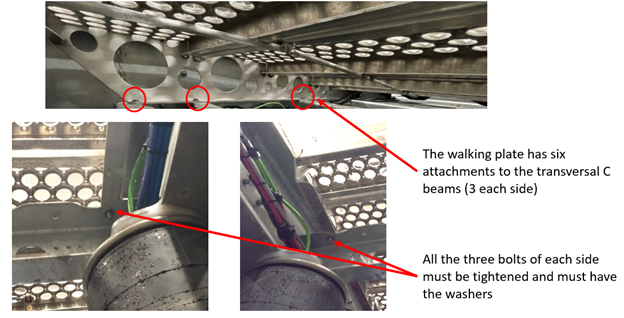 The walking plate has six
attachments to the transversal C
beams (3 each side)
All the three bolts of each side
must be tightened and must have
the washers